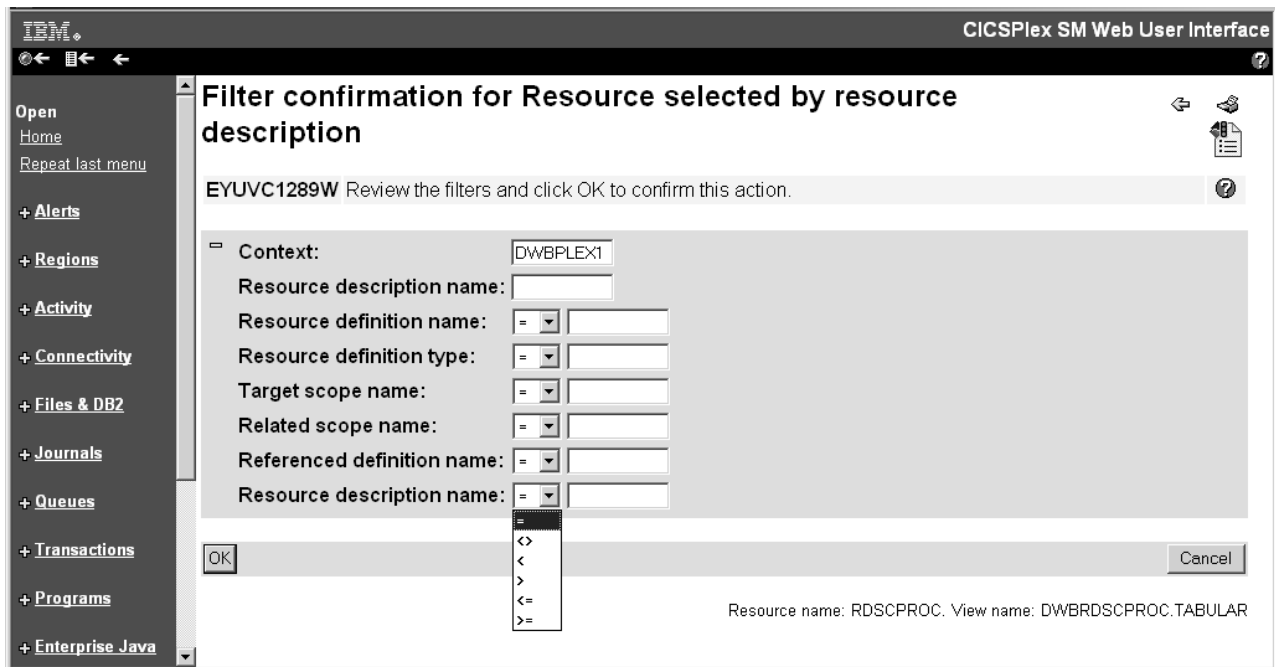 IBM.
CICSPlex SM Web User Interface
Open
Home
Repeat last menu
+ Alerts
+ Regions
+ Activity
+ Connectivity
+ Files & DB2
+ Journals
+ Queues
+ Transactions
+ Programs
+ Enterprise Java
Filter confirmation for Resource selected by resource
description
EYUVC1289W Review the filters and click OK to confirm this action.
Context: DWBPLEX1
Resource description name:
Resource definition name: =
Resource definition type: =
Target scope name: =
Related scope name: =
Referenced definition name: =
Resource description name: =
=
<>
<
>
<=
>=
OK
Cancel
Resource name: RDSCPROC. View name: DWBRDSCPROC.TABULAR